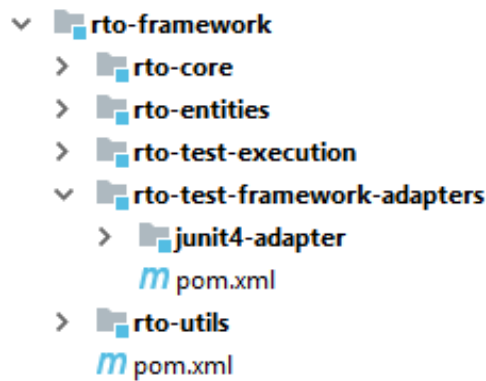 rto-framework
rto-core
rto-entities
rto-test-execution
rto-test-framework-adapters
junit4-adapter
m pom.xml
rto-utils
m pom.xml